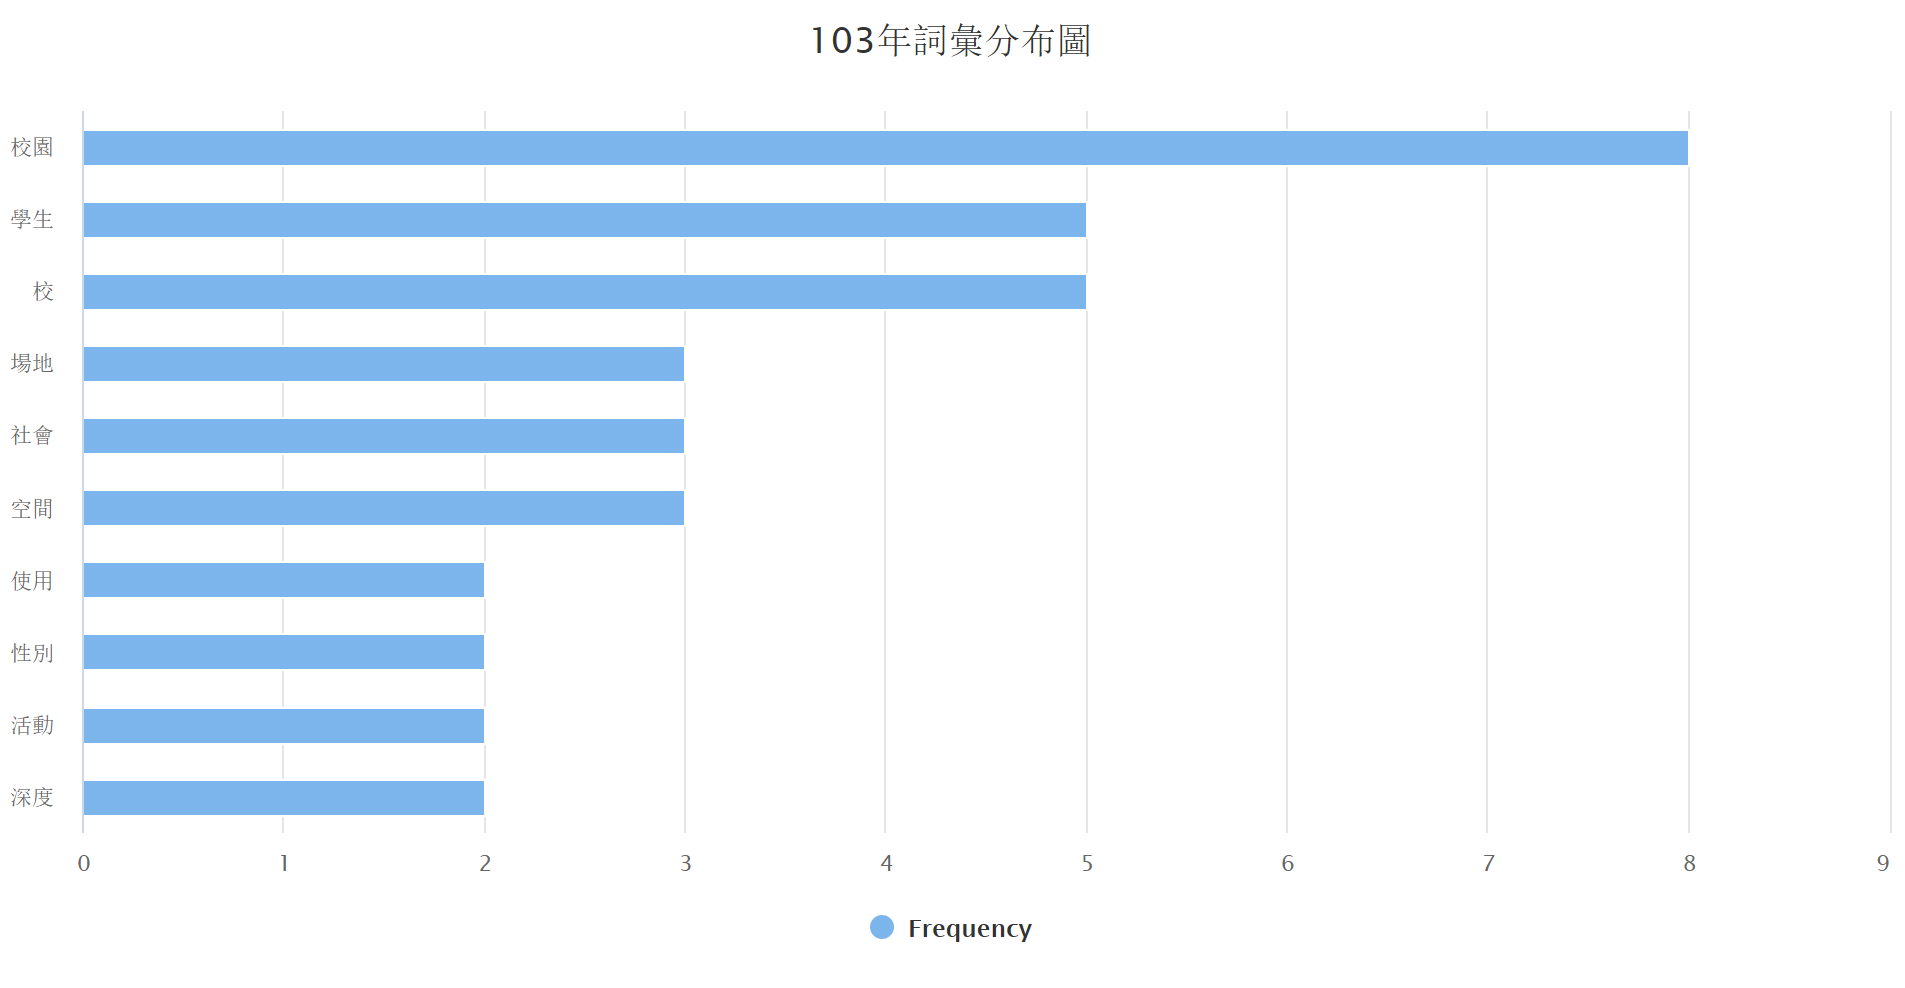 103年詞彙分布圖
校園
學生
校
場地
社會
空間
使用
性別
活動
深度
0 1 2 3 4 5 6 7 8 9
Frequency